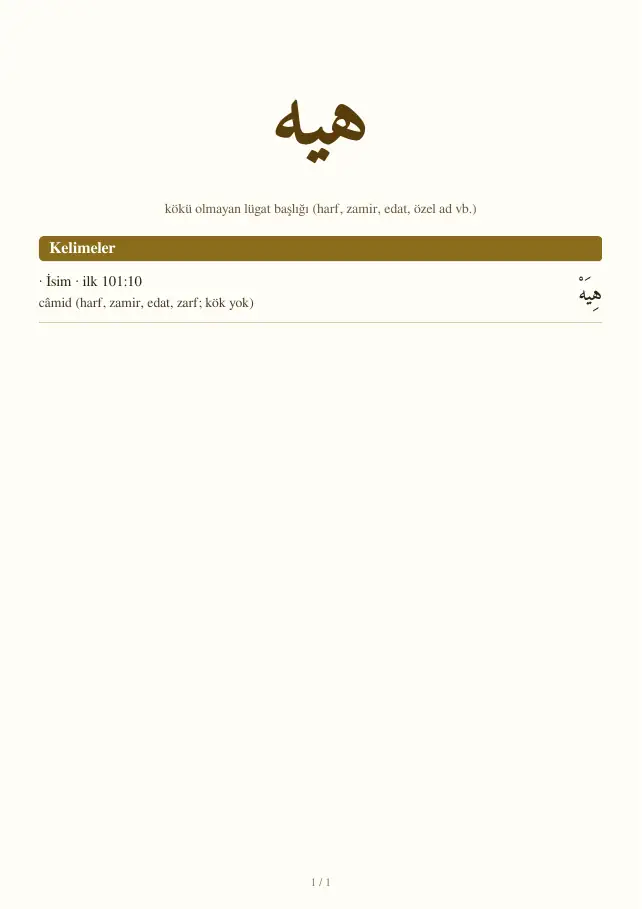 هيه
kökü olmayan lügat başlığı (harf, zamir, edat, özel ad vb.)
Kelimeler
· İsim · ilk 101:10
هِيَهْ
câmid (harf, zamir, edat, zarf; kök yok)
1 / 1